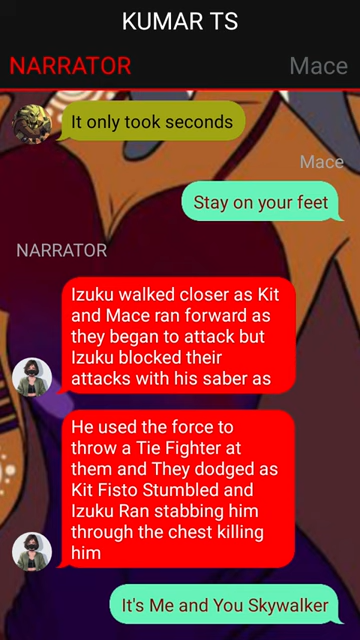 KUMAR TS
NARRATOR
Mace
It only took seconds
Mace
Stay on your feet
NARRATOR
Izuku walked closer as Kit
and Mace ran forward as
they began to attack but
Izuku blocked their
attacks with his saber as
He used the force to
throw a Tie Fighter at
them and They dodged as
Kit Fisto Stumbled and
Izuku Ran stabbing him
through the chest killing
him
It's Me and You Skywalker